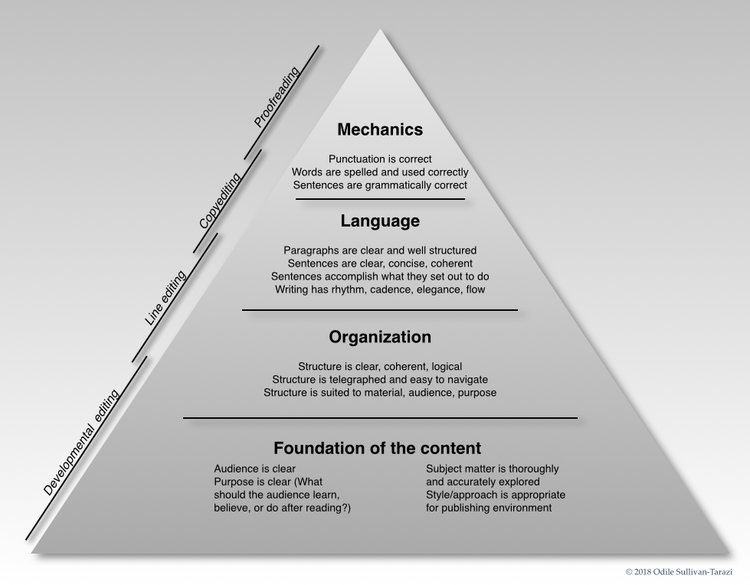 Proofreading
Mechanics
Punctuation is correct
Words are spelled and used correctly
Sentences are grammatically correct
Copyediting
Language
Paragraphs are clear and well structured
Sentences are clear, concise, coherent
Sentences accomplish what they set out to do
Writing has rhythm, cadence, elegance, flow
Line editing
Organization
Structure is clear, coherent, logical
Structure is telegraphed and easy to navigate
Structure is suited to material, audience, purpose
Developmental editing
Foundation of the content
Audience is clear
Purpose is clear (What
should the audience learn,
believe, or do after reading?)
Subject matter is thoroughly
and accurately explored
Style/approach is appropriate
for publishing environment
© 2018 Odile Sullivan-Tarazi